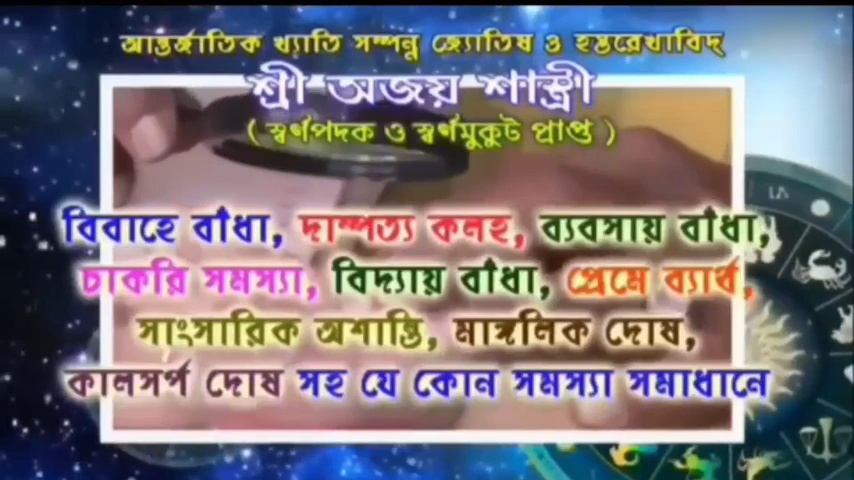 আন্তর্জাতিক খ্যাতি সম্পন্ন জ্যোতিষ ও হস্তরেখাবিদ্
শ্রী অজয় শাস্ত্রী
( স্বর্ণপদক ও স্বর্ণমুকুট প্রাপ্ত )
বিবাহে বাঁধা, দাম্পত্য কলহ, ব্যবসায় বাঁধা,
চাকরি সমস্যা, বিদ্যায় বাঁধা, প্রেমে ব্যার্থ,
সাংসারিক অশান্তি, মাঙ্গলিক দোষ,
কালসর্প দোষ সহ যে কোন সমস্যা সমাধানে